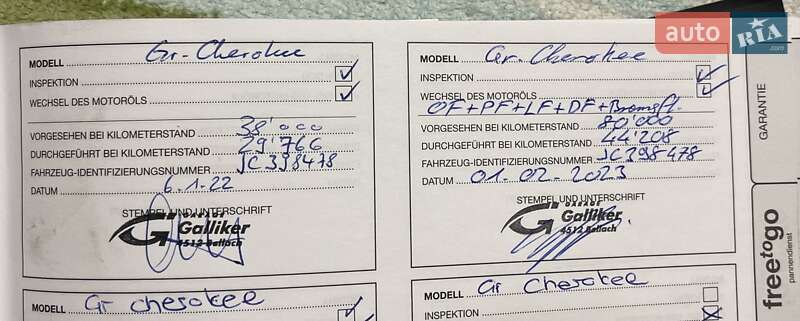 MODELL Gr-Cherokee
INSPEKTION
WECHSEL DES MOTORÖLS
VORGESEHEN BEI KILOMETERSTAND 38'000
DURCHGEFÜHRT BEI KILOMETERSTAND 29'766
FAHRZEUG-IDENTIFIZIERUNGSNUMMER JC398478
DATUM 6.1.22
STEMPEL UND UNTERSCHRIFT
GARAGE
Galliker
4512 Bellach
MODELL Gr cherokee
MODELL Gr. Cherokee
INSPEKTION
WECHSEL DES MOTORÖLS
OF+PF+LF+DF+Bremsfl.
VORGESEHEN BEI KILOMETERSTAND 80'000
DURCHGEFÜHRT BEI KILOMETERSTAND 44'208
FAHRZEUG-IDENTIFIZIERUNGSNUMMER JC398478
DATUM 01.02.2023
STEMPEL UND UNTERSCHRIFT
GARAGE
Galliker
4512 Bellach
MODELL Gr Cherokee
INSPEKTION
GARANTIE
freetogo
pannendienst
auto RIA.com